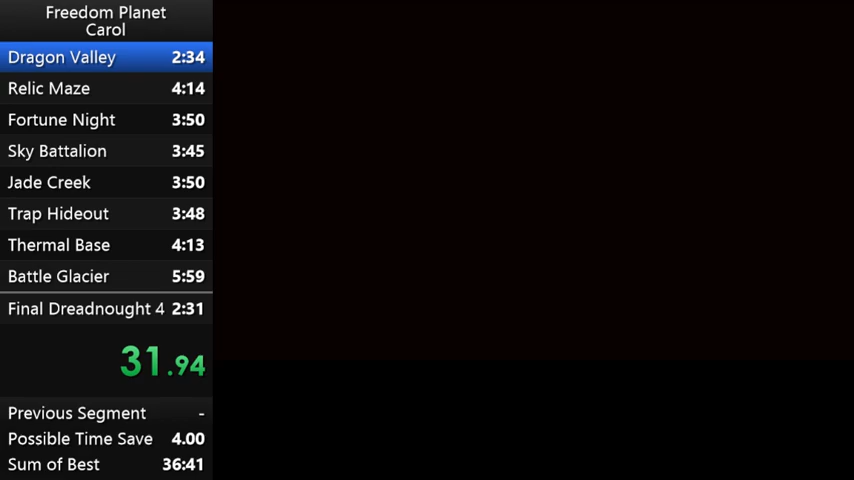 Freedom Planet
Carol
Dragon Valley 2:34
Relic Maze 4:14
Fortune Night 3:50
Sky Battalion 3:45
Jade Creek 3:50
Trap Hideout 3:48
Thermal Base 4:13
Battle Glacier 5:59
Final Dreadnought 4 2:31
31.94
Previous Segment -
Possible Time Save 4.00
Sum of Best 36:41